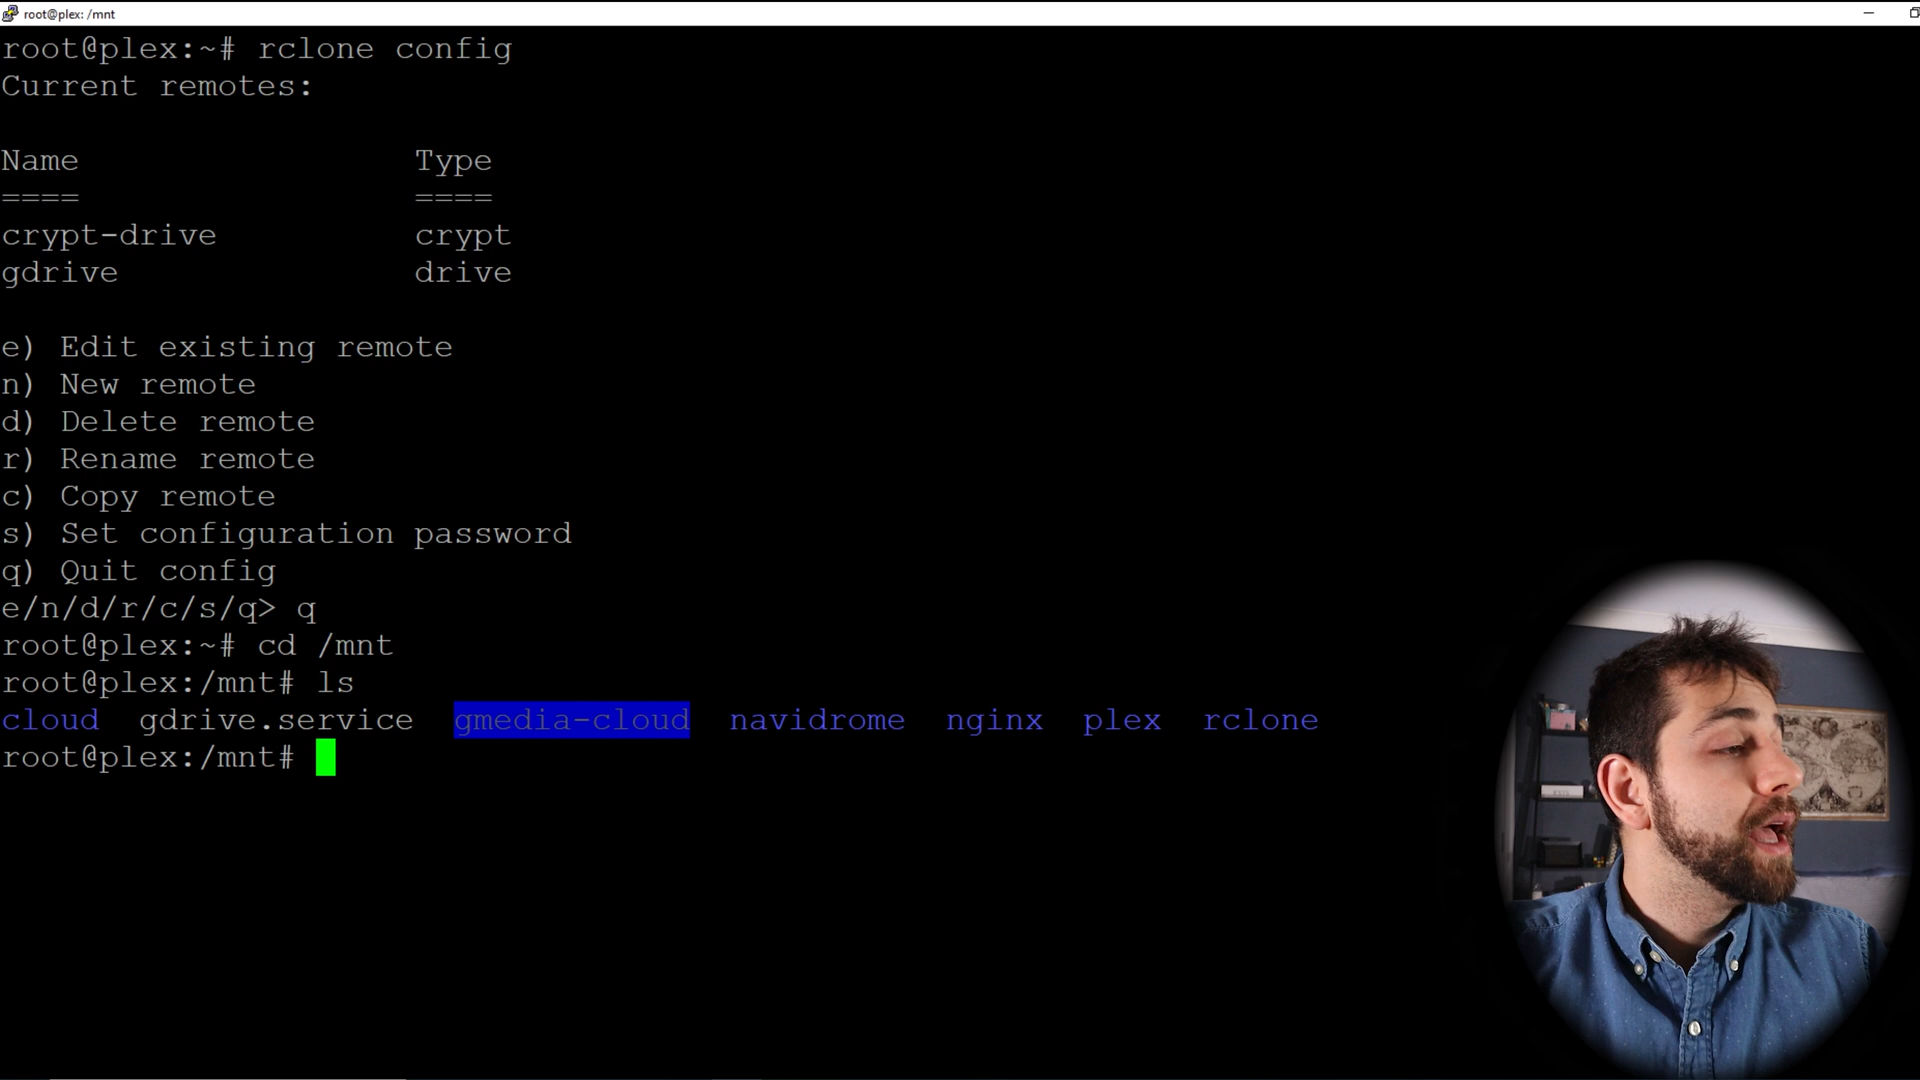 root@plex: /mnt
root@plex:~# rclone config
Current remotes:
Name                 Type
====                 ====
crypt-drive          crypt
gdrive               drive
e) Edit existing remote
n) New remote
d) Delete remote
r) Rename remote
c) Copy remote
s) Set configuration password
q) Quit config
e/n/d/r/c/s/q> q
root@plex:~# cd /mnt
root@plex:/mnt# ls
cloud  gdrive.service  gmedia-cloud  navidrome  nginx  plex  rclone
root@plex:/mnt#